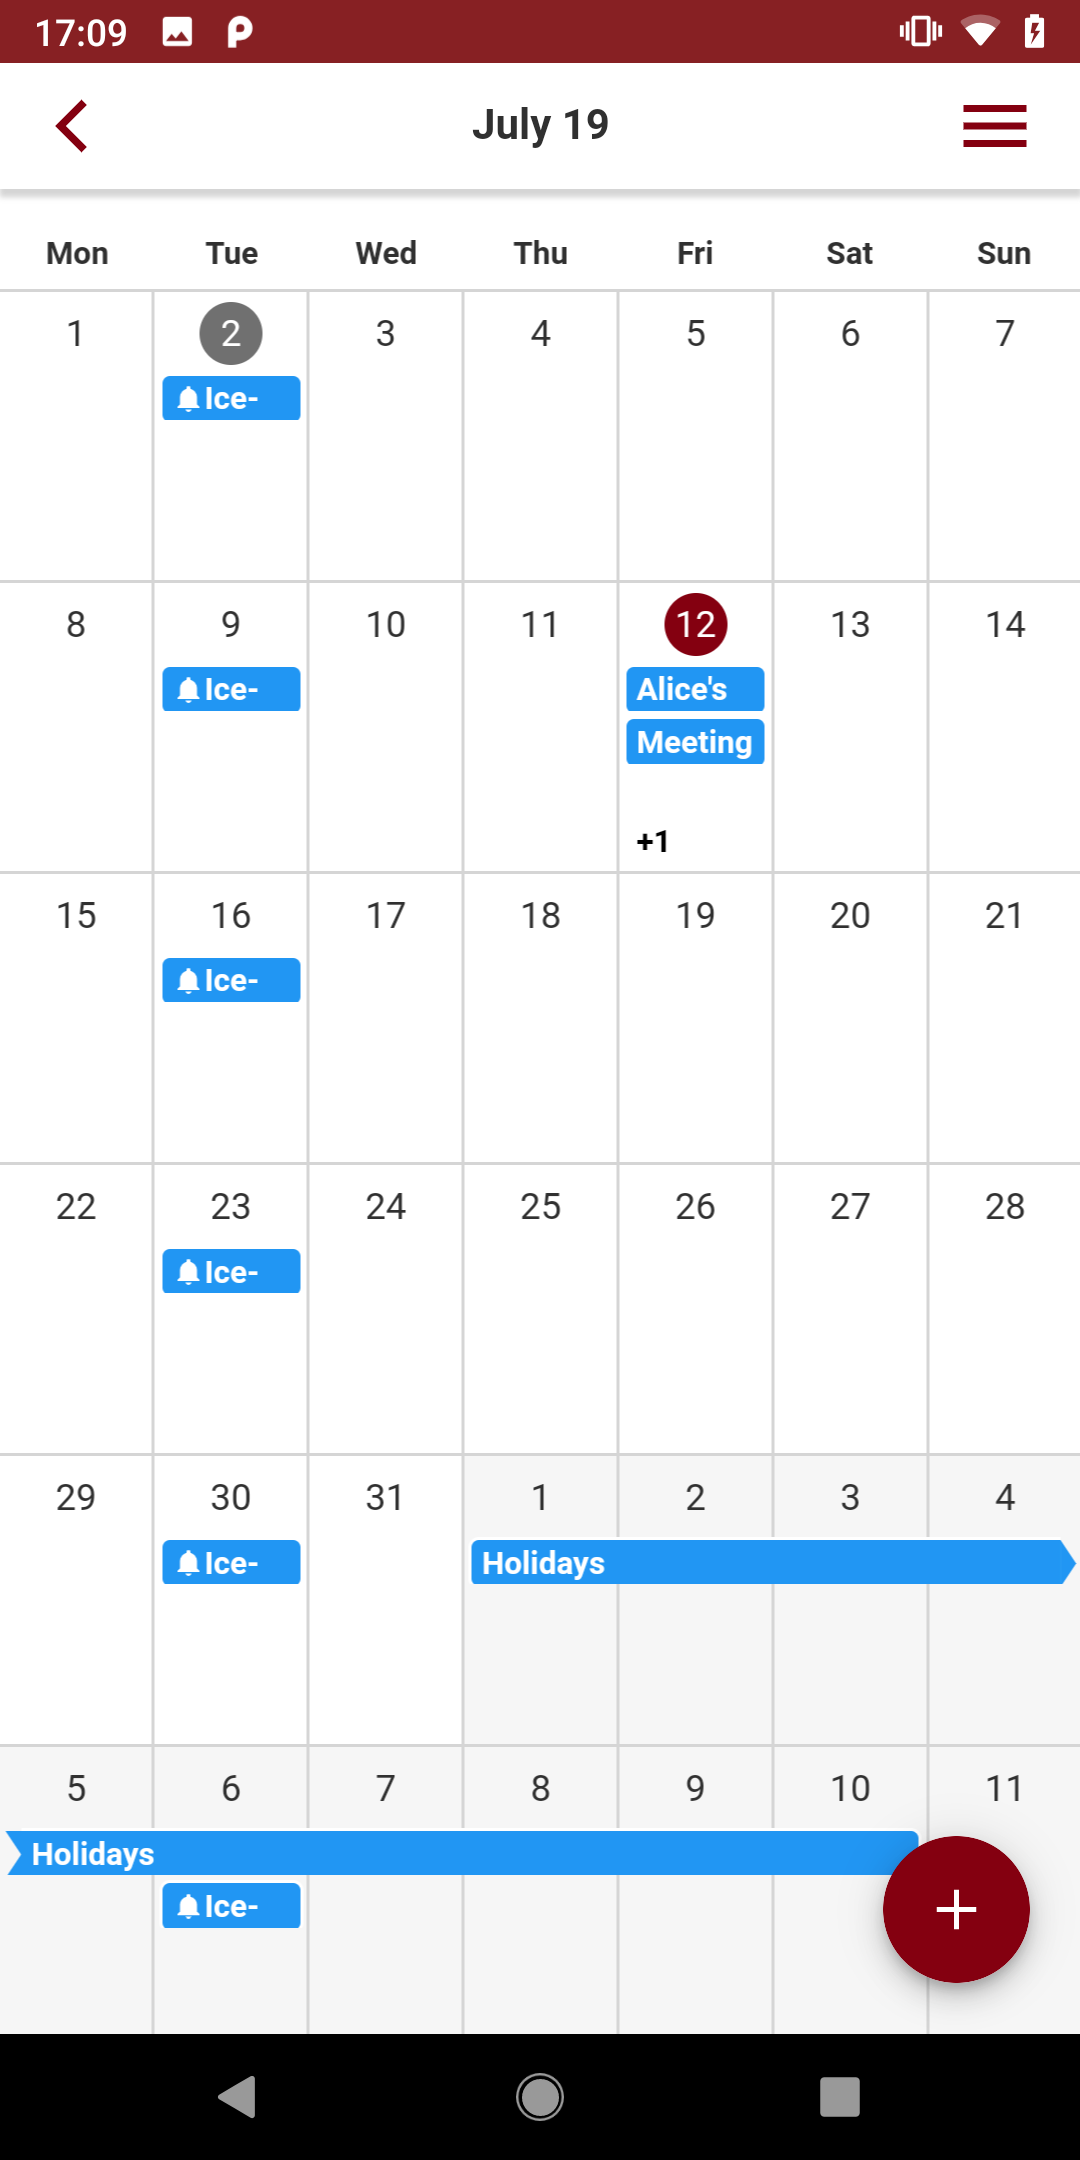 17:09
July 19
Mon Tue Wed Thu Fri Sat Sun
1 2 3 4 5 6 7
Ice-
8 9 10 11 12 13 14
Ice- Alice's
Meeting
+1
15 16 17 18 19 20 21
Ice-
22 23 24 25 26 27 28
Ice-
29 30 31 1 2 3 4
Ice- Holidays
5 6 7 8 9 10 11
Holidays
Ice-